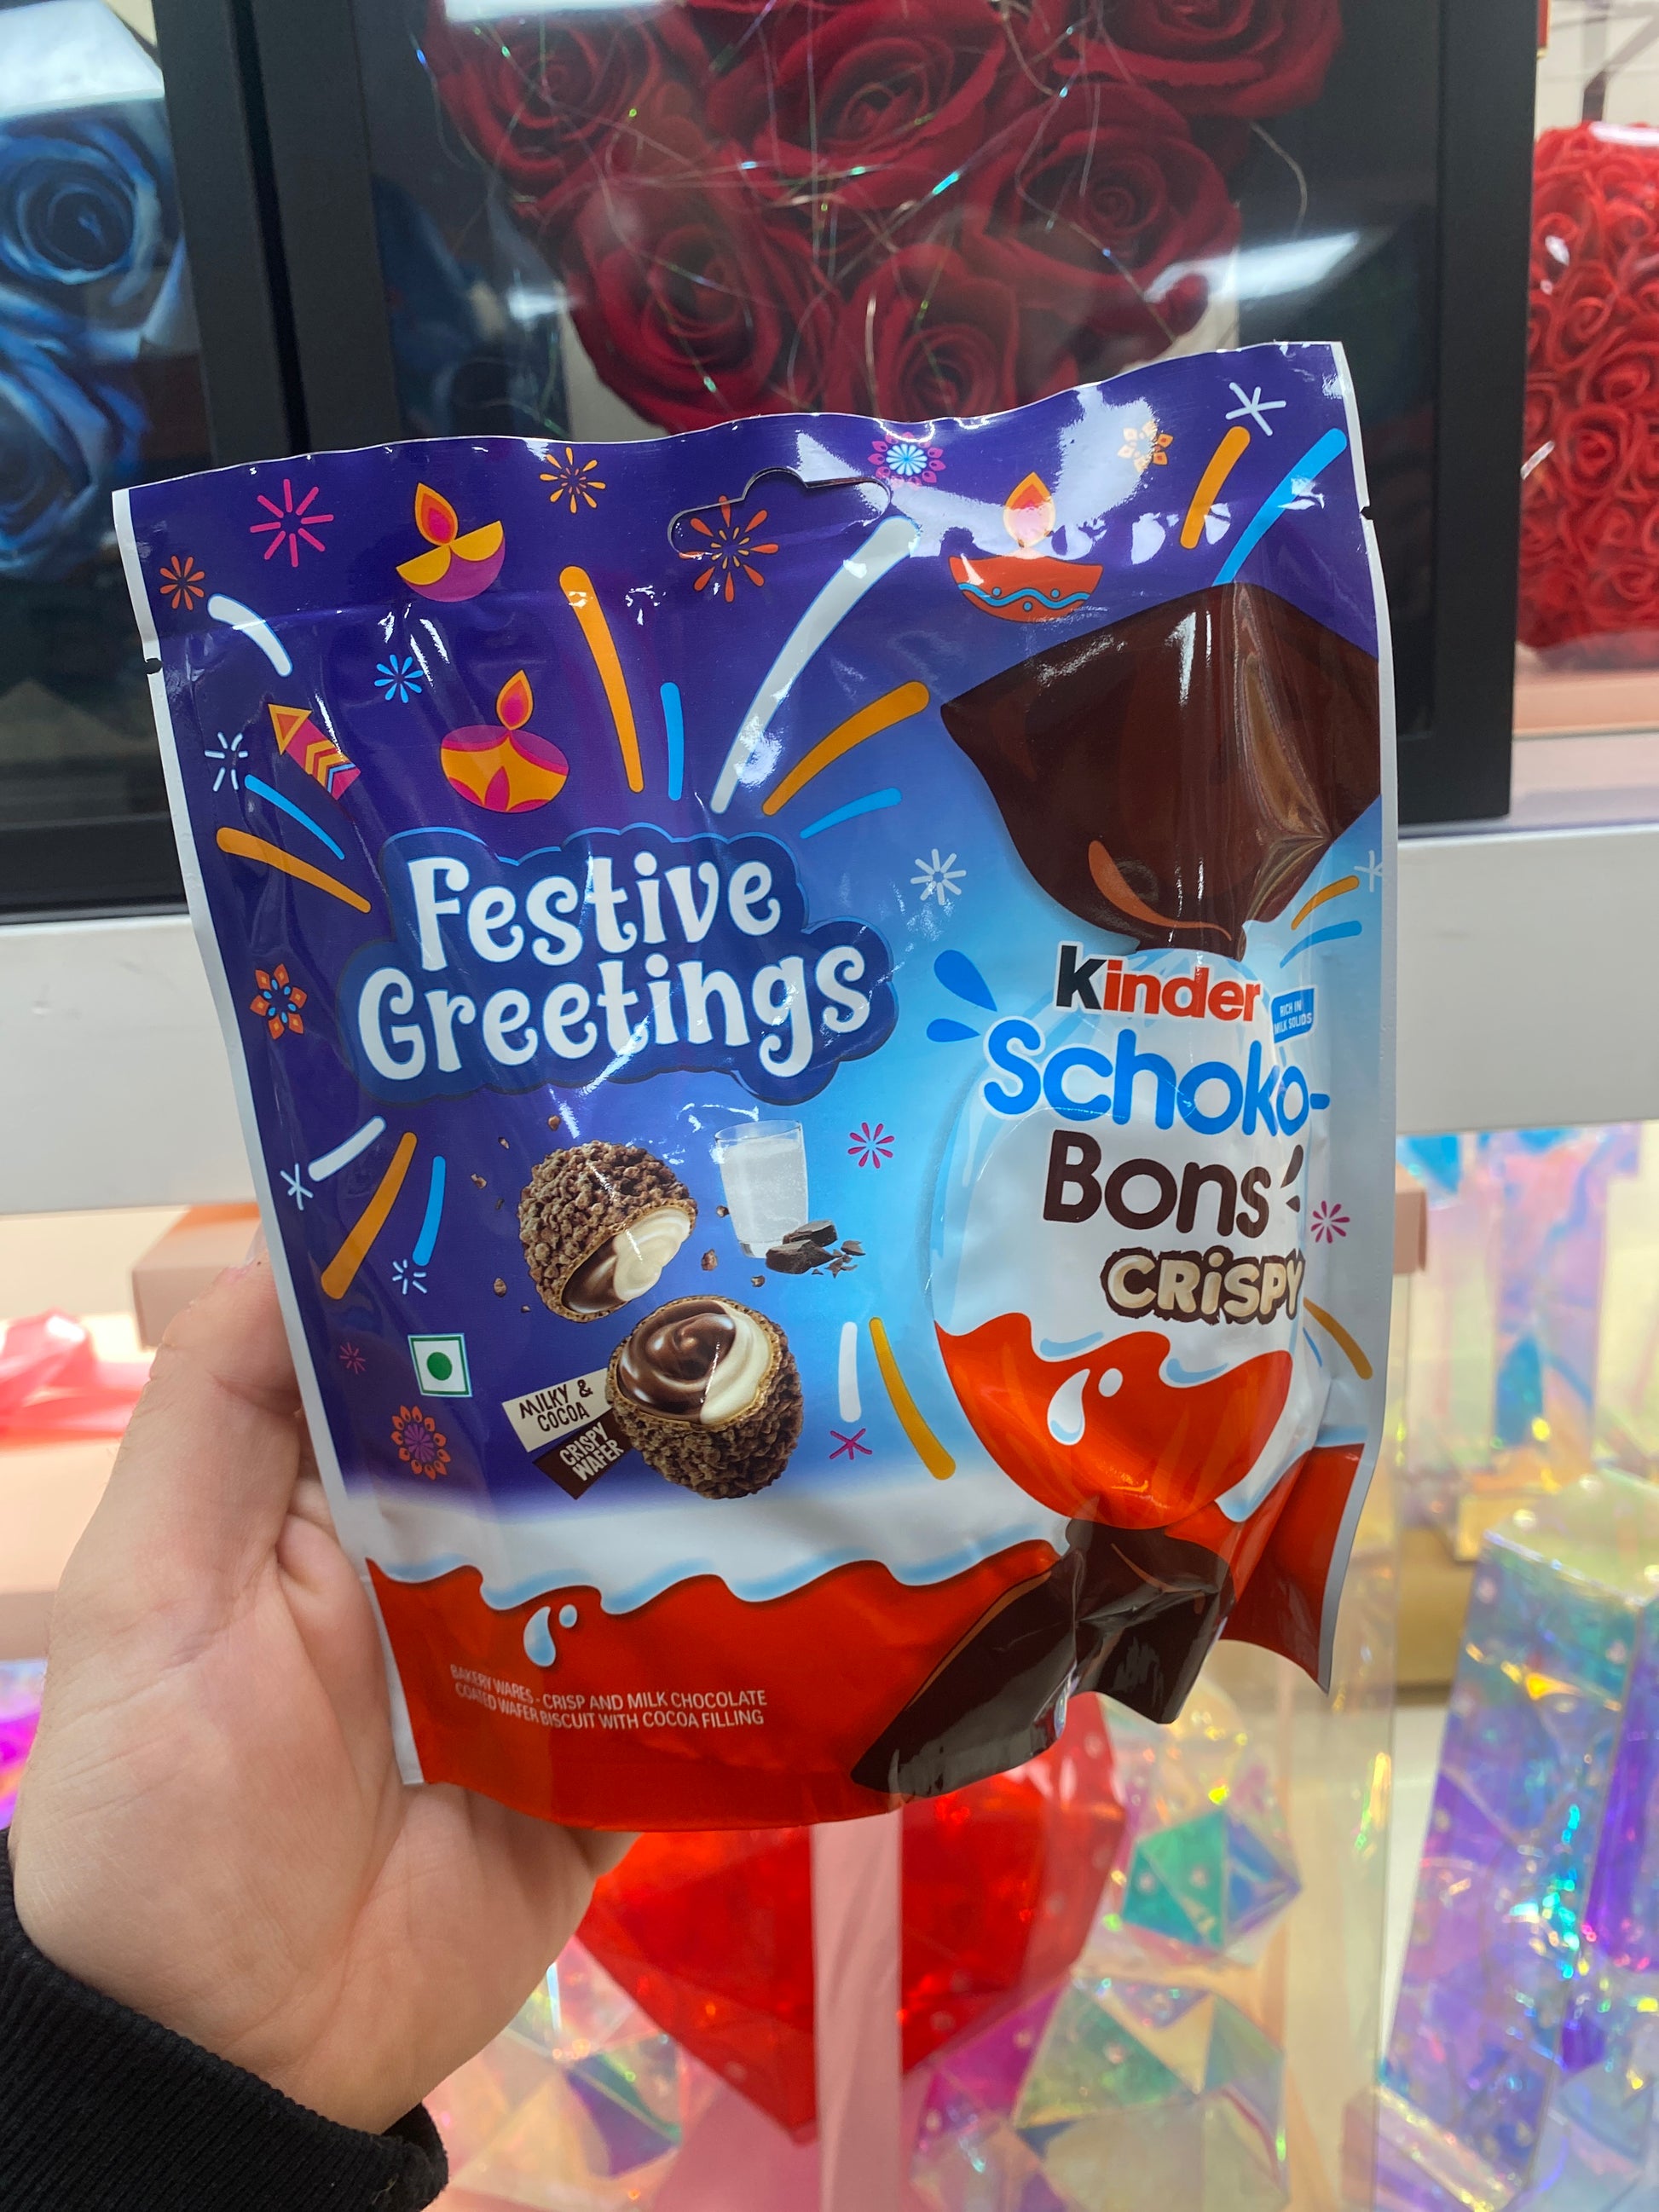 Festive
Greetings
Kinder
RICH IN
MILK SOLIDS
Schoko-
Bons
CRiSPY
MILKY &
COCOA
CRISPY
WAFER
BAKERY WARES - CRISP AND MILK CHOCOLATE
COATED WAFER BISCUIT WITH COCOA FILLING